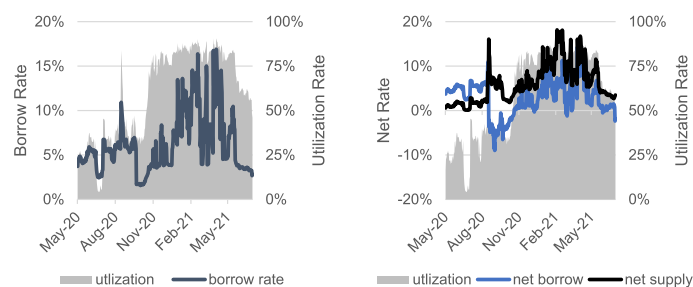 20%
15%
10%
5%
0%
100%
75%
50%
25%
0%
Borrow Rate
Utilization Rate
May-20
Aug-20
Nov-20
Feb-21
May-21
utlization
borrow rate
20%
10%
0%
-10%
-20%
100%
75%
50%
25%
0%
Net Rate
Utilization Rate
May-20
Aug-20
Nov-20
Feb-21
May-21
utlization
net borrow
net supply